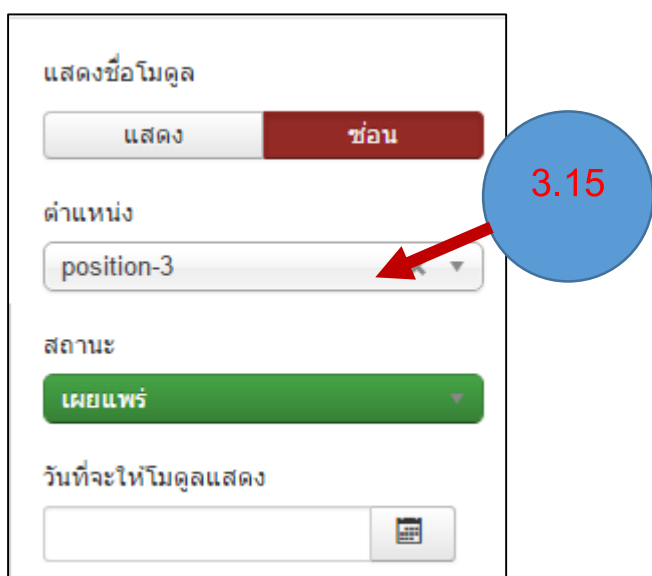 แสดงชื่อโมดูล
แสดง ซ่อน
3.15
ตำแหน่ง
position-3
สถานะ
เผยแพร่
วันที่จะให้โมดูลแสดง